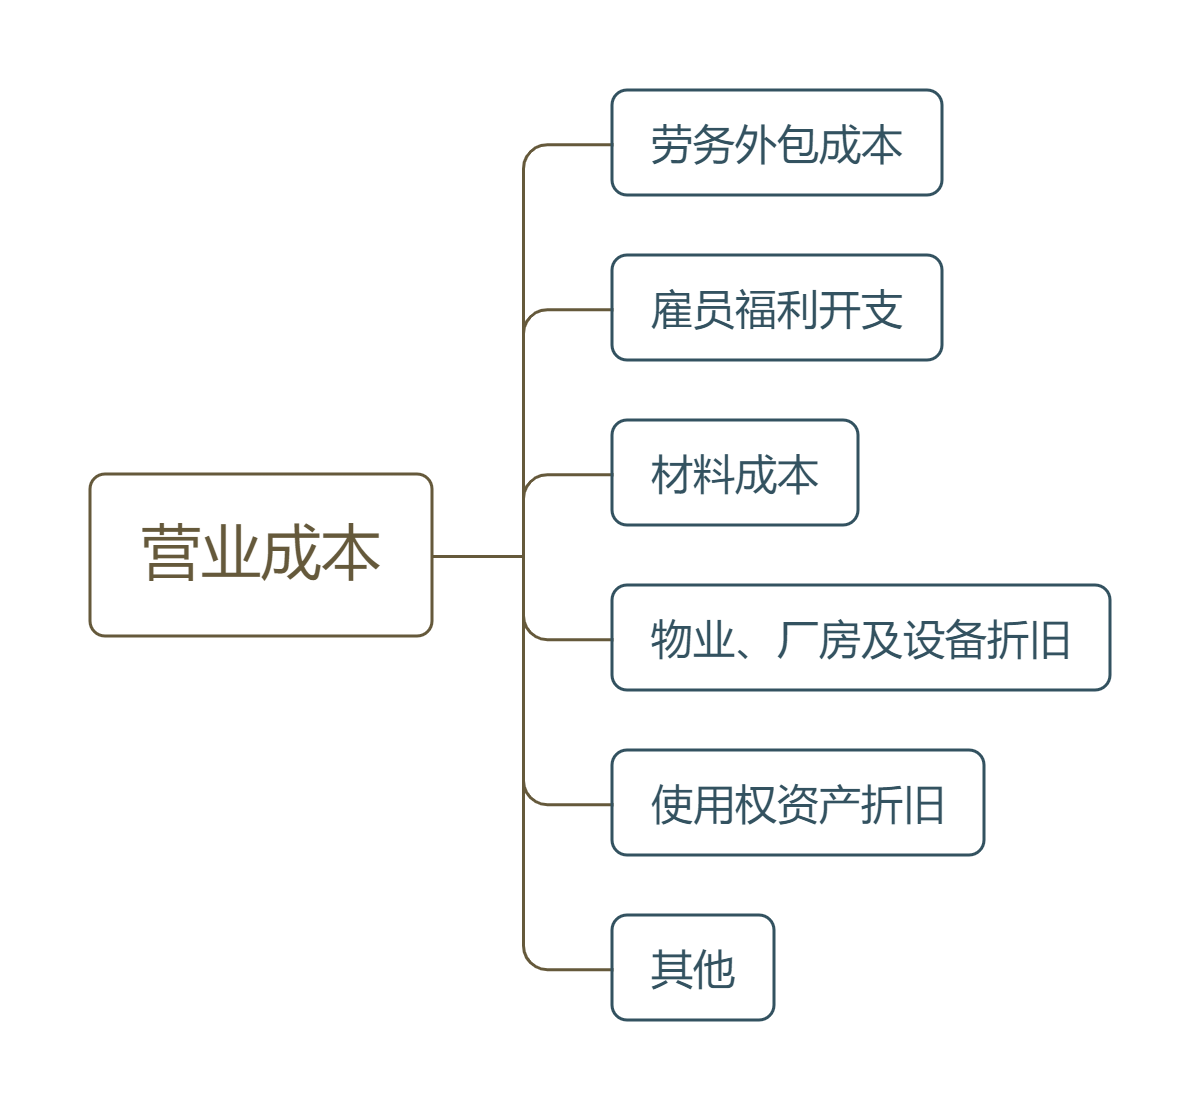 营业成本
劳务外包成本
雇员福利开支
材料成本
物业、厂房及设备折旧
使用权资产折旧
其他